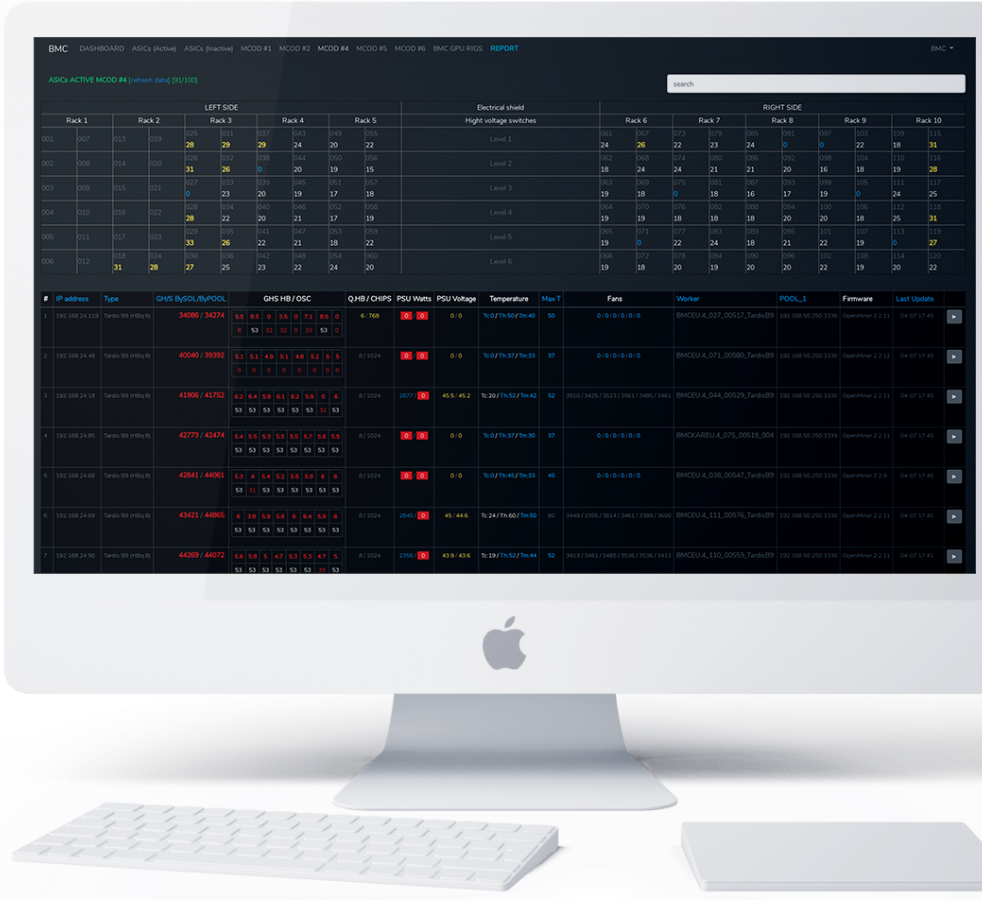 BMC DASHBOARD ASICs (Active) ASICs (Inactive) MCOD #1 MCOD #2 MCOD #4 MCOD #5 MCOD #6 BMC GPU RIGS REPORT BMC
ASICs ACTIVE MCOD #4 [refresh data] [91/100]
search
LEFT SIDE Electrical shield RIGHT SIDE
Rack 1 Rack 2 Rack 3 Rack 4 Rack 5 Hight voltage switches Rack 6 Rack 7 Rack 8 Rack 9 Rack 10
001 007 013 019 025 031 037 043 049 055 Level 1 061 067 073 079 085 091 097 103 109 115
28 29 29 24 20 22 24 26 22 23 24 0 0 22 18 31
002 008 014 020 026 032 038 044 050 056 Level 2 062 068 074 080 086 092 098 104 110 116
31 26 0 20 19 15 18 24 24 21 21 20 16 18 19 28
003 009 015 021 027 033 039 045 051 057 Level 3 063 069 075 081 087 093 099 105 111 117
0 23 20 19 17 18 19 18 0 18 16 17 19 0 24 25
004 010 016 022 028 034 040 046 052 058 Level 4 064 070 076 082 088 094 100 106 112 118
28 22 20 21 17 19 19 19 18 18 18 20 20 18 25 31
005 011 017 023 029 035 041 047 053 059 Level 5 065 071 077 083 089 095 101 107 113 119
33 26 22 21 18 22 19 0 22 24 18 21 22 19 0 27
006 012 018 024 030 036 042 048 054 060 Level 6 066 072 078 084 090 096 102 108 114 120
31 28 27 25 23 22 24 20 19 18 20 19 20 20 18 19 20 22
# IP address Type GH/S BySOL/ByPOOL GHS HB / OSC Q.HB / CHIPS PSU Watts PSU Voltage Temperature Max T Fans Worker POOL_1 Firmware Last Update
1 192.168.24.119 Tardis B9 (HBq:6) 34086 / 34274 5.5 8.5 0 3.5 8 7.1 8.5 0 6 / 768 0 0 0 / 0 Tc:0 / Th:50 / Tm:40 50 0 / 0 / 0 / 0 / 0 / 0 BMCEU.4_027_00517_TardisB9 192.168.50.250:3330 OpenMiner 2.2.11 04-07 17:40
8 53 32 32 0 33 53 0
2 192.168.24.48 Tardis B9 (HBq:8) 40040 / 39392 5.1 5.1 4.9 5.1 4.8 5.2 5 5 8 / 1024 0 0 0 / 0 Tc:0 / Th:37 / Tm:33 37 0 / 0 / 0 / 0 / 0 / 0 BMCEU.4_071_00580_TardisB9 192.168.50.250:3330 OpenMiner 2.2.12 04-07 17:40
0 0 0 0 0 0 0 0
3 192.168.24.18 Tardis B9 (HBq:8) 41906 / 41752 6.2 6.4 5.9 6.1 6.2 5.9 0 6 8 / 1024 2877 / 0 45.5 / 45.2 Tc:20 / Th:52 / Tm:42 52 3510 / 3425 / 3523 / 3561 / 3485 / 3461 BMCEU.4_044_00529_TardisB9 192.168.50.250:3330 OpenMiner 2.2.11 04-07 17:40
53 53 53 53 53 53 32 53
4 192.168.24.85 Tardis B9 (HBq:8) 42773 / 42474 5.4 5.5 5.3 5.5 5.5 5.7 5.6 5.5 8 / 1024 0 0 0 / 0 Tc:0 / Th:37 / Tm:30 37 0 / 0 / 0 / 0 / 0 / 0 BMCKAREU.4_075_00519_004 192.168.50.250:3330 OpenMiner 2.2.11 04-07 17:40
53 53 53 53 53 53 53 53
5 192.168.24.66 Tardis B9 (HBq:8) 42841 / 44061 5.3 4 5.4 5.2 5.5 5.9 6 6 8 / 1024 0 0 0 / 0 Tc:0 / Th:45 / Tm:33 45 0 / 0 / 0 / 0 / 0 / 0 BMCEU.4_038_00547_TardisB9 192.168.50.250:3330 OpenMiner 2.2.9 04-07 17:40
53 31 53 53 53 53 53 53
6 192.168.24.69 Tardis B9 (HBq:8) 43421 / 44865 6 3.8 5.9 5.6 6 6.4 5.9 6 8 / 1024 2845 / 0 45 / 44.6 Tc:24 / Th:60 / Tm:50 60 3449 / 3355 / 3614 / 3461 / 3388 / 3600 BMCEU.4_111_00576_TardisB9 192.168.50.250:3330 OpenMiner 2.2.11 04-07 17:40
53 53 53 53 53 53 53 53
7 192.168.24.90 Tardis B9 (HBq:8) 44269 / 44072 5.8 5.8 5 4.7 5.3 5.3 4.7 5 8 / 1024 2356 / 0 43.9 / 43.6 Tc:19 / Th:52 / Tm:44 52 3413 / 3461 / 3485 / 3536 / 3536 / 3413 BMCEU.4_110_00559_TardisB9 192.168.50.250:3330 OpenMiner 2.2.11 04-07 17:41
53 53 53 53 53 53 39 53